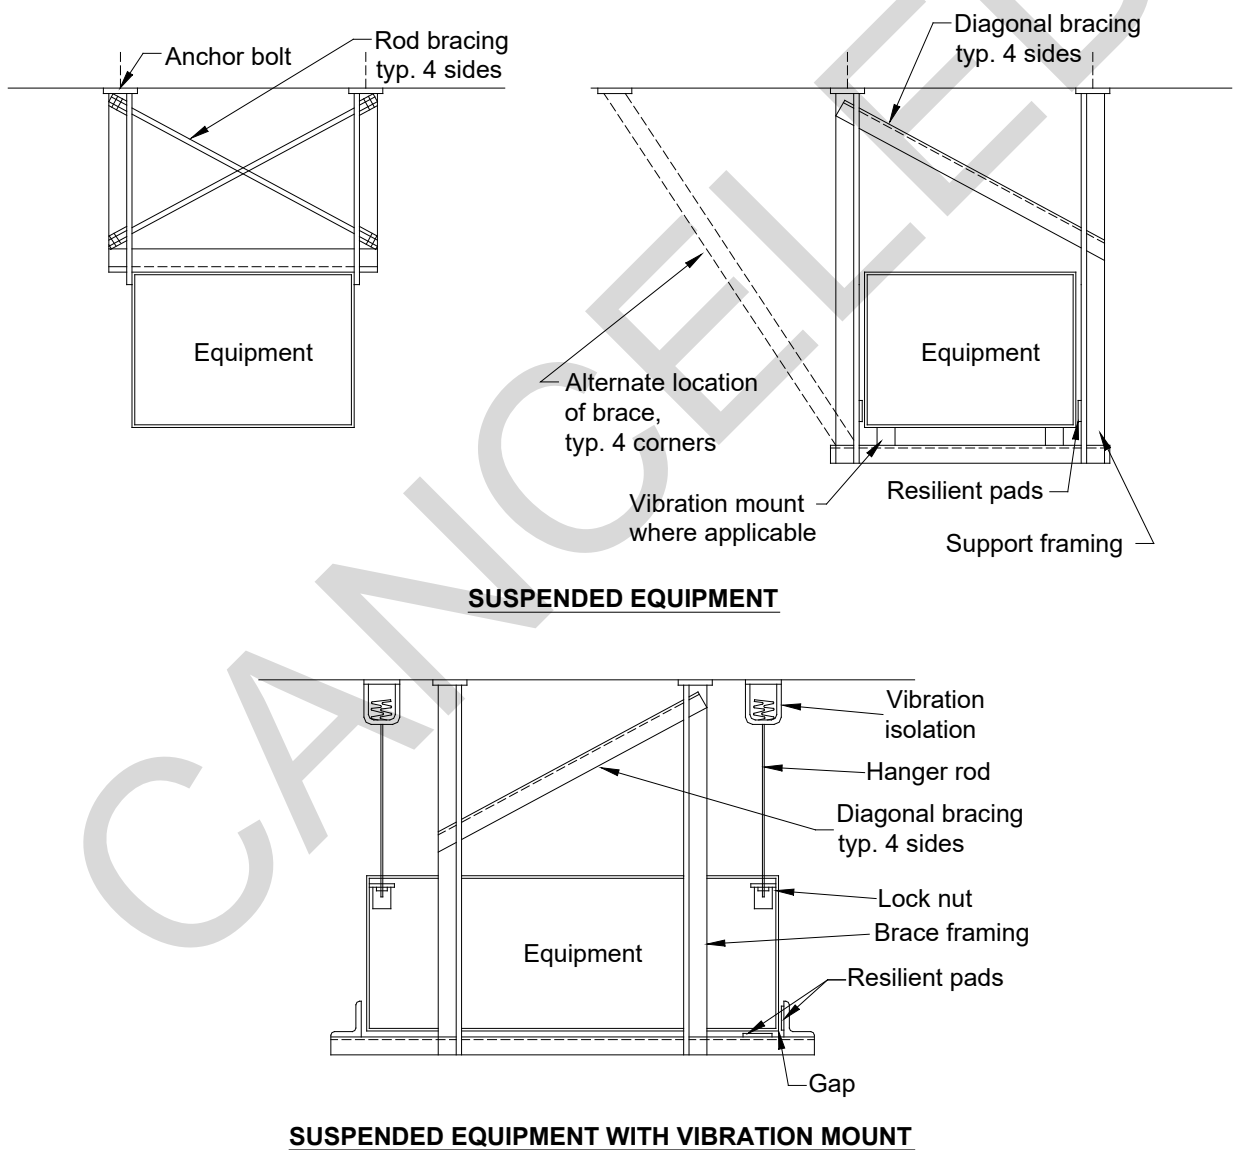 Anchor bolt
Rod bracing
typ. 4 sides
Diagonal bracing
typ. 4 sides
Equipment
Equipment
Alternate location
of brace,
typ. 4 corners
Vibration mount
where applicable
Resilient pads
Support framing
SUSPENDED EQUIPMENT
Vibration
isolation
Hanger rod
Diagonal bracing
typ. 4 sides
Lock nut
Brace framing
Equipment
Resilient pads
Gap
SUSPENDED EQUIPMENT WITH VIBRATION MOUNT
CANCELED